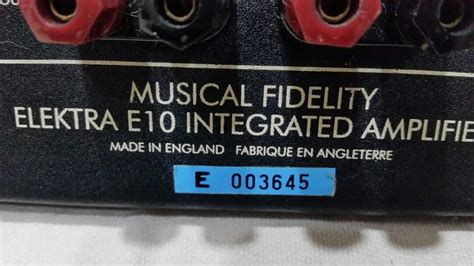 MUSICAL FIDELITY
ELEKTRA E10 INTEGRATED AMPLIFIE
MADE IN ENGLAND FABRIQUE EN ANGLETERRE
E 003645